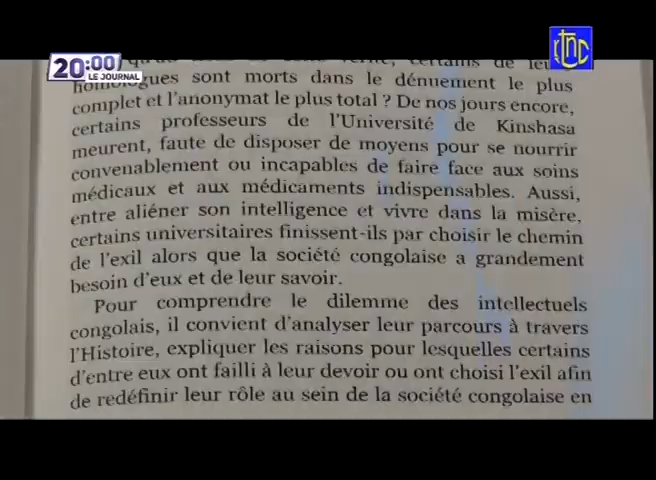 20:00
LE JOURNAL
rtnc
certains de
homologues sont morts dans le dénuement le plus
complet et l'anonymat le plus total ? De nos jours encore,
certains professeurs de l'Université de Kinshasa
meurent, faute de disposer de moyens pour se nourrir
convenablement ou incapables de faire face aux soins
médicaux et aux médicaments indispensables. Aussi,
entre aliéner son intelligence et vivre dans la misère,
certains universitaires finissent-ils par choisir le chemin
de l'exil alors que la société congolaise a grandement
besoin d'eux et de leur savoir.
Pour comprendre le dilemme des intellectuels
congolais, il convient d'analyser leur parcours à travers
l'Histoire, expliquer les raisons pour lesquelles certains
d'entre eux ont failli à leur devoir ou ont choisi l'exil afin
de redéfinir leur rôle au sein de la société congolaise en